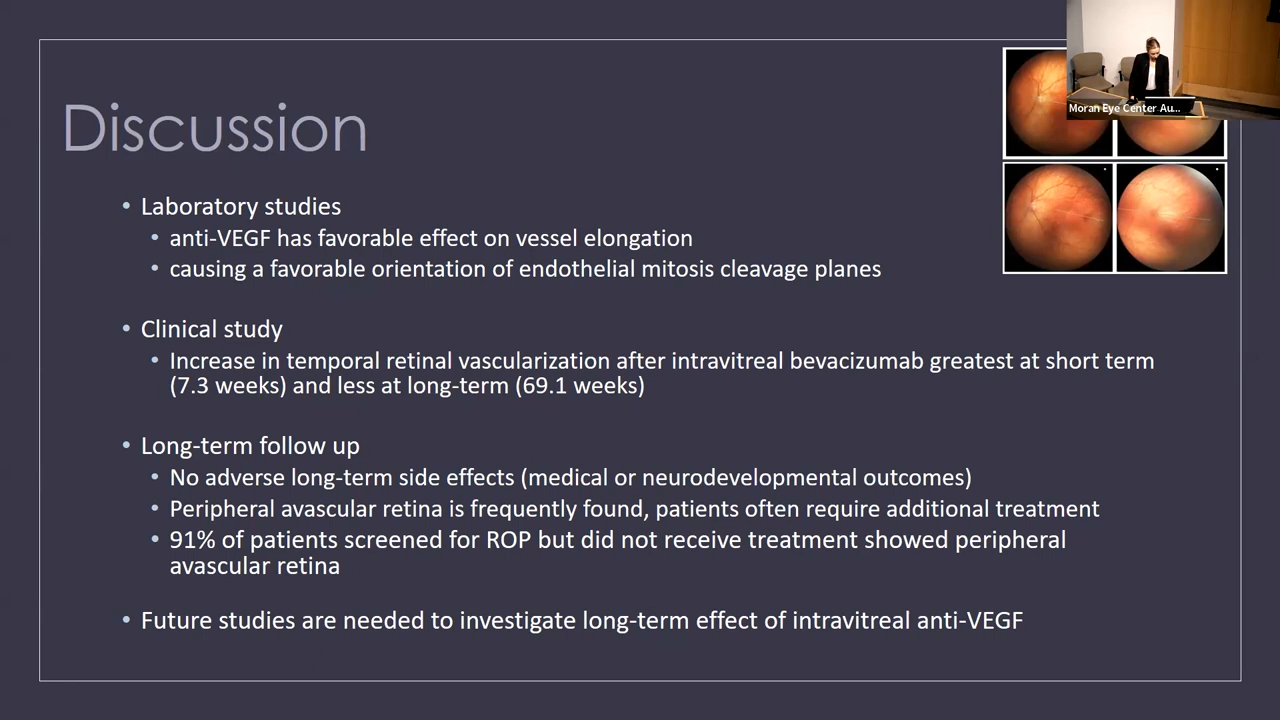 Moran Eye Center Au...
Discussion
• Laboratory studies
• anti-VEGF has favorable effect on vessel elongation
• causing a favorable orientation of endothelial mitosis cleavage planes
• Clinical study
• Increase in temporal retinal vascularization after intravitreal bevacizumab greatest at short term
(7.3 weeks) and less at long-term (69.1 weeks)
• Long-term follow up
• No adverse long-term side effects (medical or neurodevelopmental outcomes)
• Peripheral avascular retina is frequently found, patients often require additional treatment
• 91% of patients screened for ROP but did not receive treatment showed peripheral
avascular retina
• Future studies are needed to investigate long-term effect of intravitreal anti-VEGF